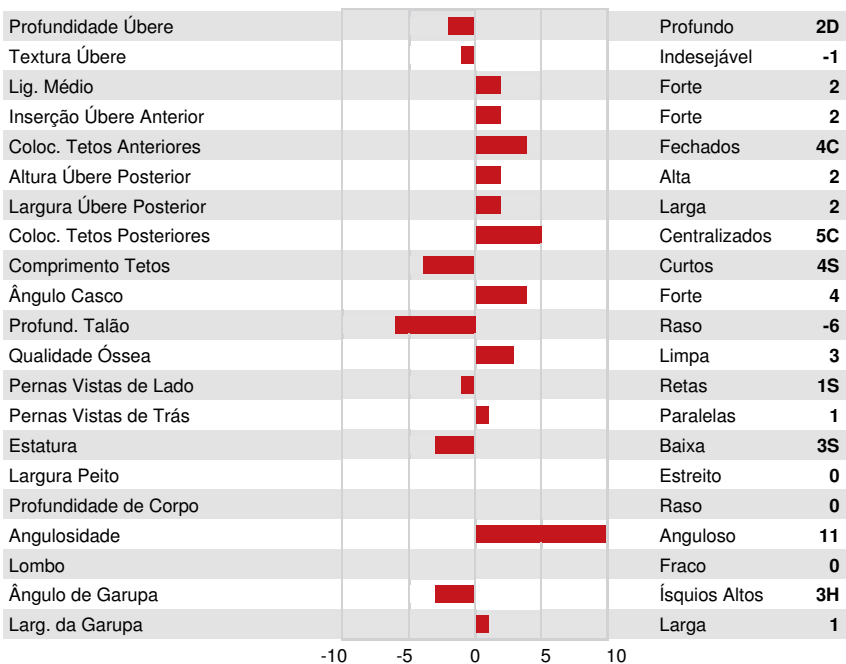 Profundidade Úbere Profundo 2D
Textura Úbere Indesejável -1
Lig. Médio Forte 2
Inserção Úbere Anterior Forte 2
Coloc. Tetos Anteriores Fechados 4C
Altura Úbere Posterior Alta 2
Largura Úbere Posterior Larga 2
Coloc. Tetos Posteriores Centralizados 5C
Comprimento Tetos Curtos 4S
Ângulo Casco Forte 4
Profund. Talão Raso -6
Qualidade Óssea Limpa 3
Pernas Vistas de Lado Retas 1S
Pernas Vistas de Trás Paralelas 1
Estatura Baixa 3S
Largura Peito Estreito 0
Profundidade de Corpo Raso 0
Angulosidade Anguloso 11
Lombo Fraco 0
Ângulo de Garupa Ísquios Altos 3H
Larg. da Garupa Larga 1
-10 -5 0 5 10